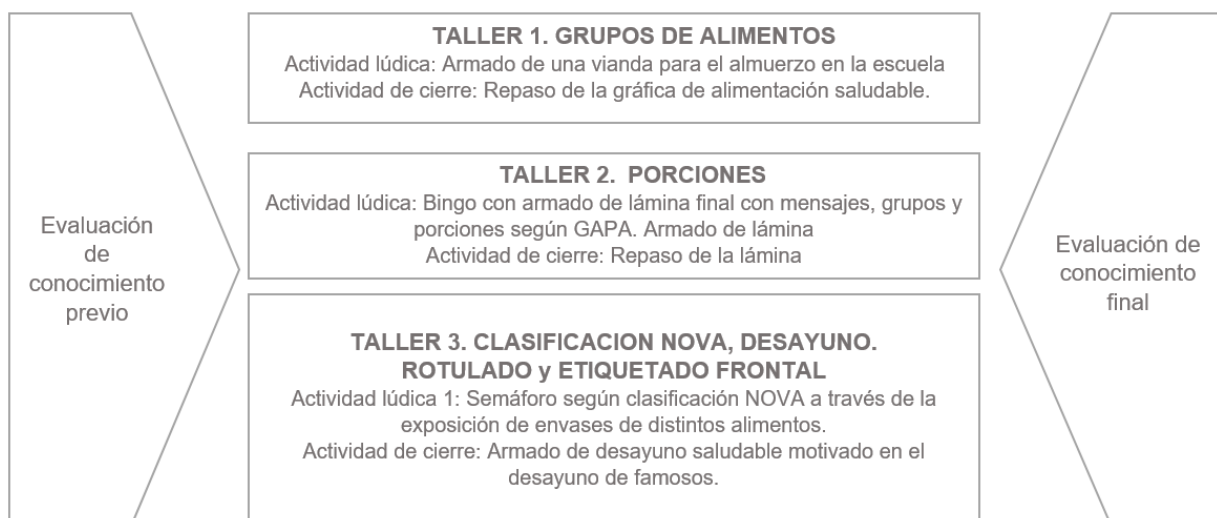 Evaluación
de
conocimiento
previo
TALLER 1. GRUPOS DE ALIMENTOS
Actividad lúdica: Armado de una vianda para el almuerzo en la escuela
Actividad de cierre: Repaso de la gráfica de alimentación saludable.
TALLER 2. PORCIONES
Actividad lúdica: Bingo con armado de lámina final con mensajes, grupos y
porciones según GAPA. Armado de lámina
Actividad de cierre: Repaso de la lámina
TALLER 3. CLASIFICACION NOVA, DESAYUNO.
ROTULADO y ETIQUETADO FRONTAL
Actividad lúdica 1: Semáforo según clasificación NOVA a través de la
exposición de envases de distintos alimentos.
Actividad de cierre: Armado de desayuno saludable motivado en el
desayuno de famosos.
Evaluación de
conocimiento
final